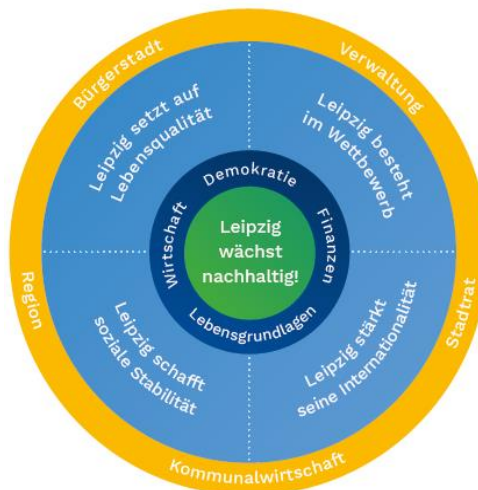 Bürgerstadt
Verwaltung
Leipzig setzt auf
Lebensqualität
Leipzig besteht
im Wettbewerb
Demokratie
Wirtschaft
Finanzen
Leipzig
wächst
nachhaltig!
Lebensgrundlagen
Region
Stadtrat
Leipzig schafft
soziale Stabilität
Leipzig stärkt
seine Internationalität
Kommunalwirtschaft